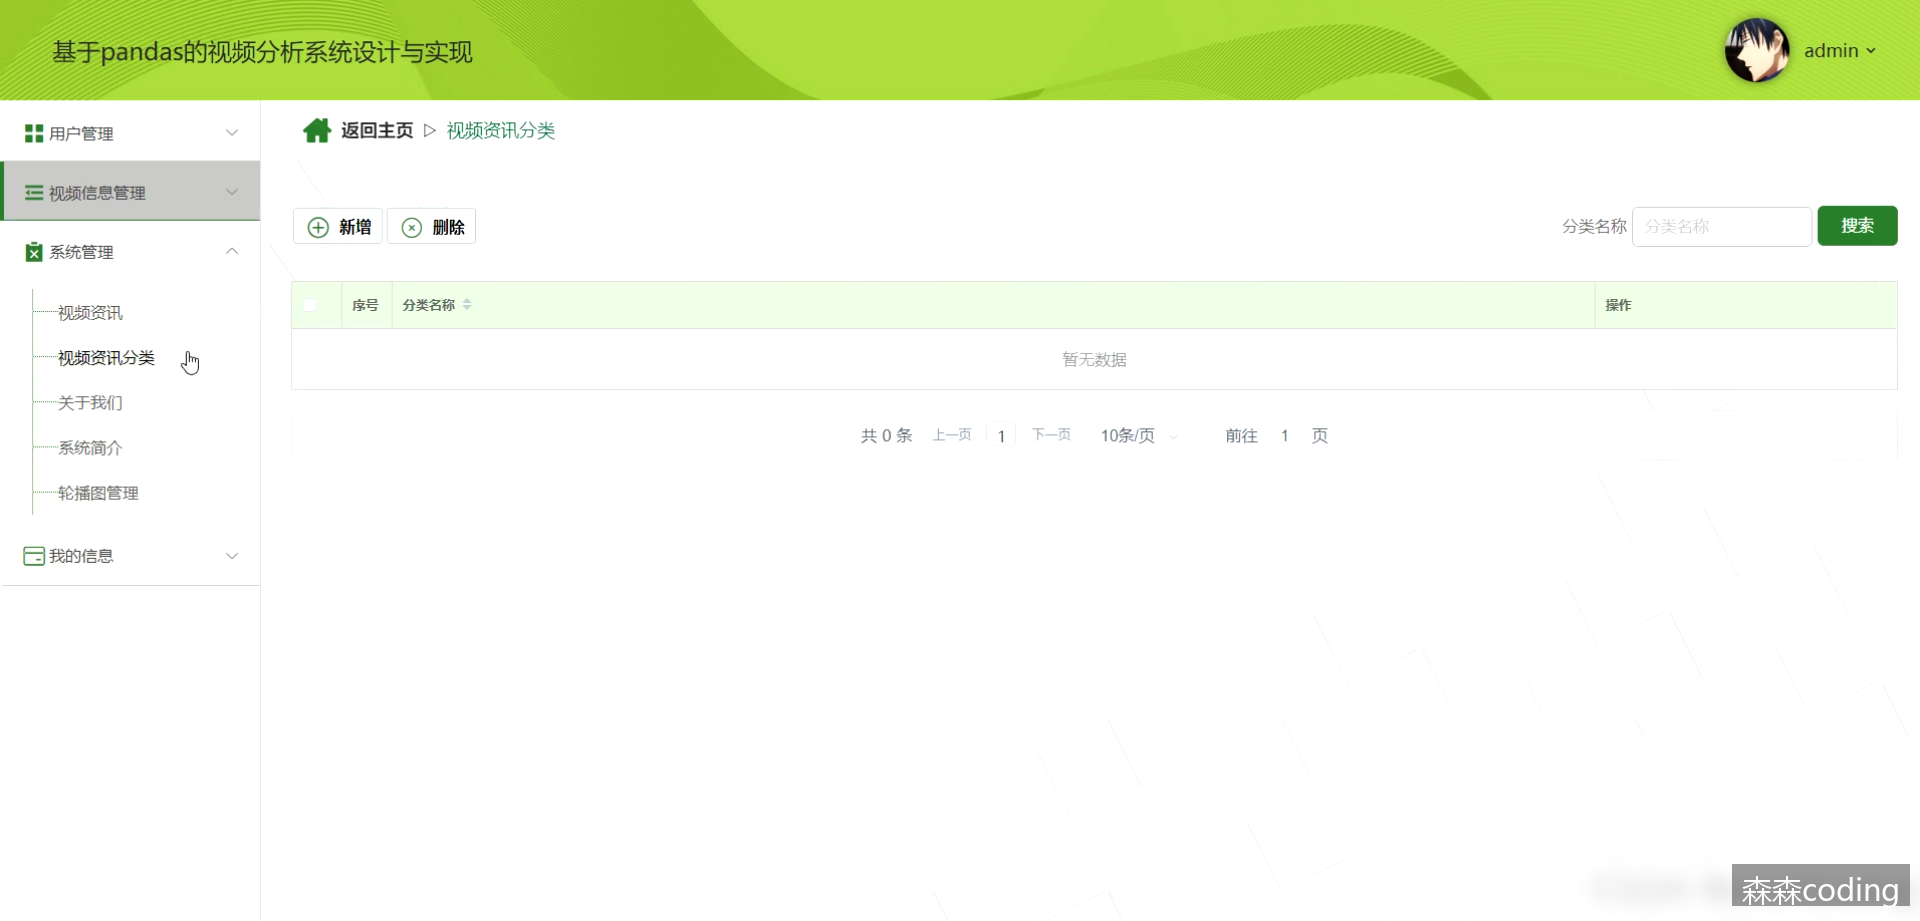 基于pandas的视频分析系统设计与实现
admin
用户管理
视频信息管理
系统管理
视频资讯
视频资讯分类
关于我们
系统简介
轮播图管理
我的信息
返回主页 视频资讯分类
新增 删除
分类名称 分类名称 搜索
序号 分类名称 操作
暂无数据
共 0 条 上一页 1 下一页 10条/页 前往 1 页
森森coding